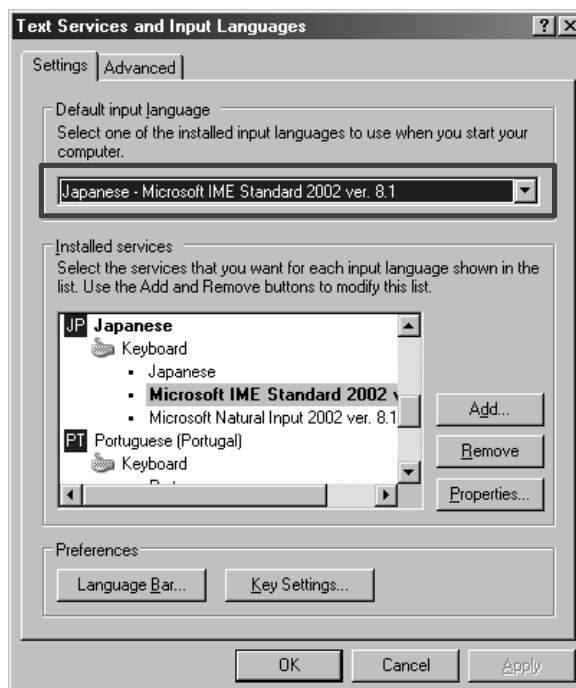 Text Services and Input Languages
Settings
Advanced
Default input language
Select one of the installed input languages to use when you start your
computer.
Japanese - Microsoft IME Standard 2002 ver. 8.1
Installed services
Select the services that you want for each input language shown in the
list. Use the Add and Remove buttons to modify this list.
JP Japanese
Keyboard
Japanese
Microsoft IME Standard 2002
Microsoft Natural Input 2002 ver. 8.1
PT Portuguese (Portugal)
Keyboard
Add...
Remove
Properties...
Preferences
Language Bar...
Key Settings...
OK
Cancel
Apply